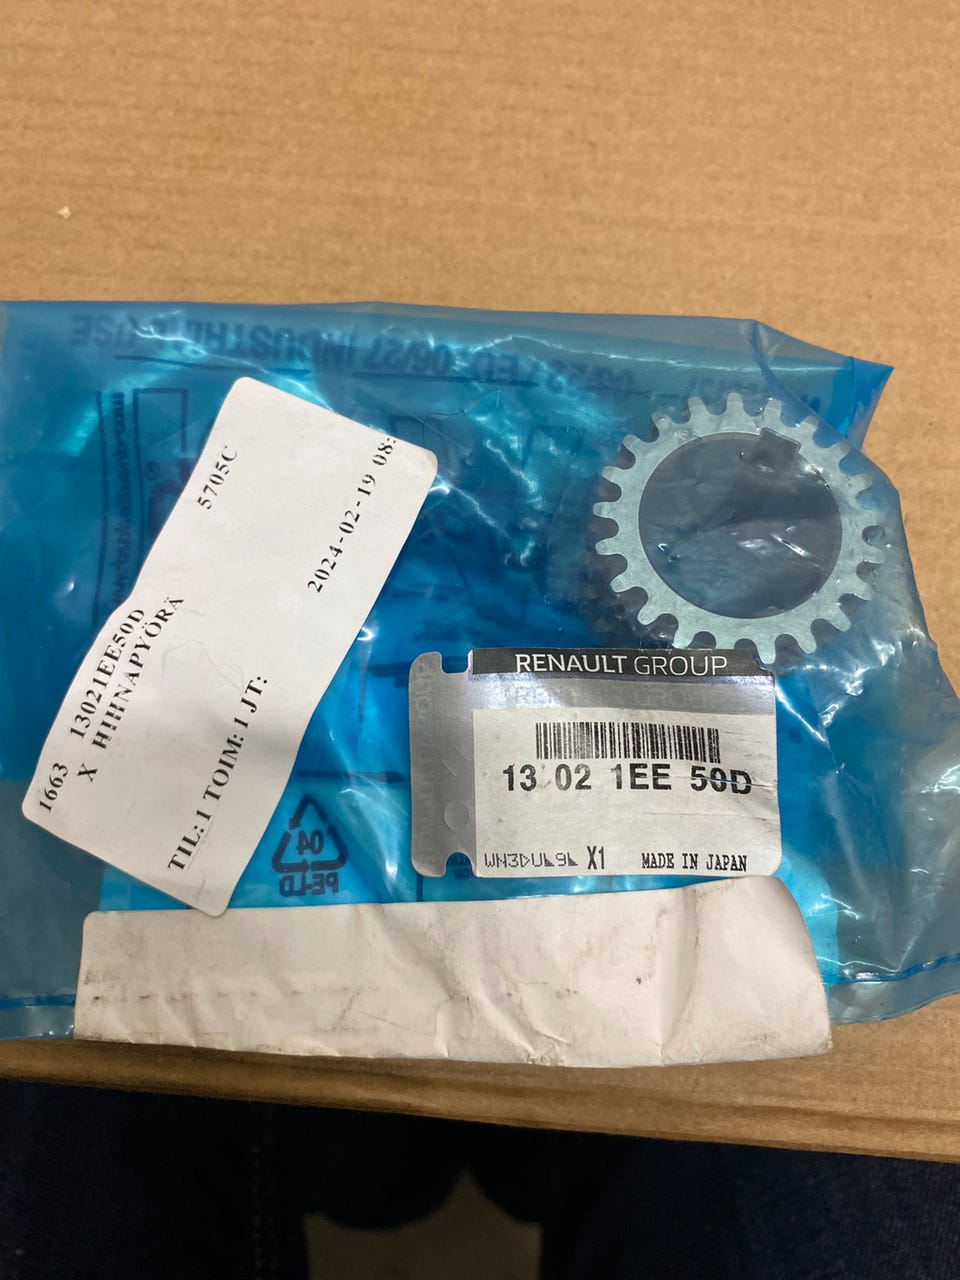 5705C
2024-02-19 08:
1663 13021EE50D
X HIHNAPYÖRÄ
TIL: 1 TOIM: 1 JT:
RENAULT GROUP
13 02 1EE 50D
X1 MADE IN JAPAN
04
PE-LD